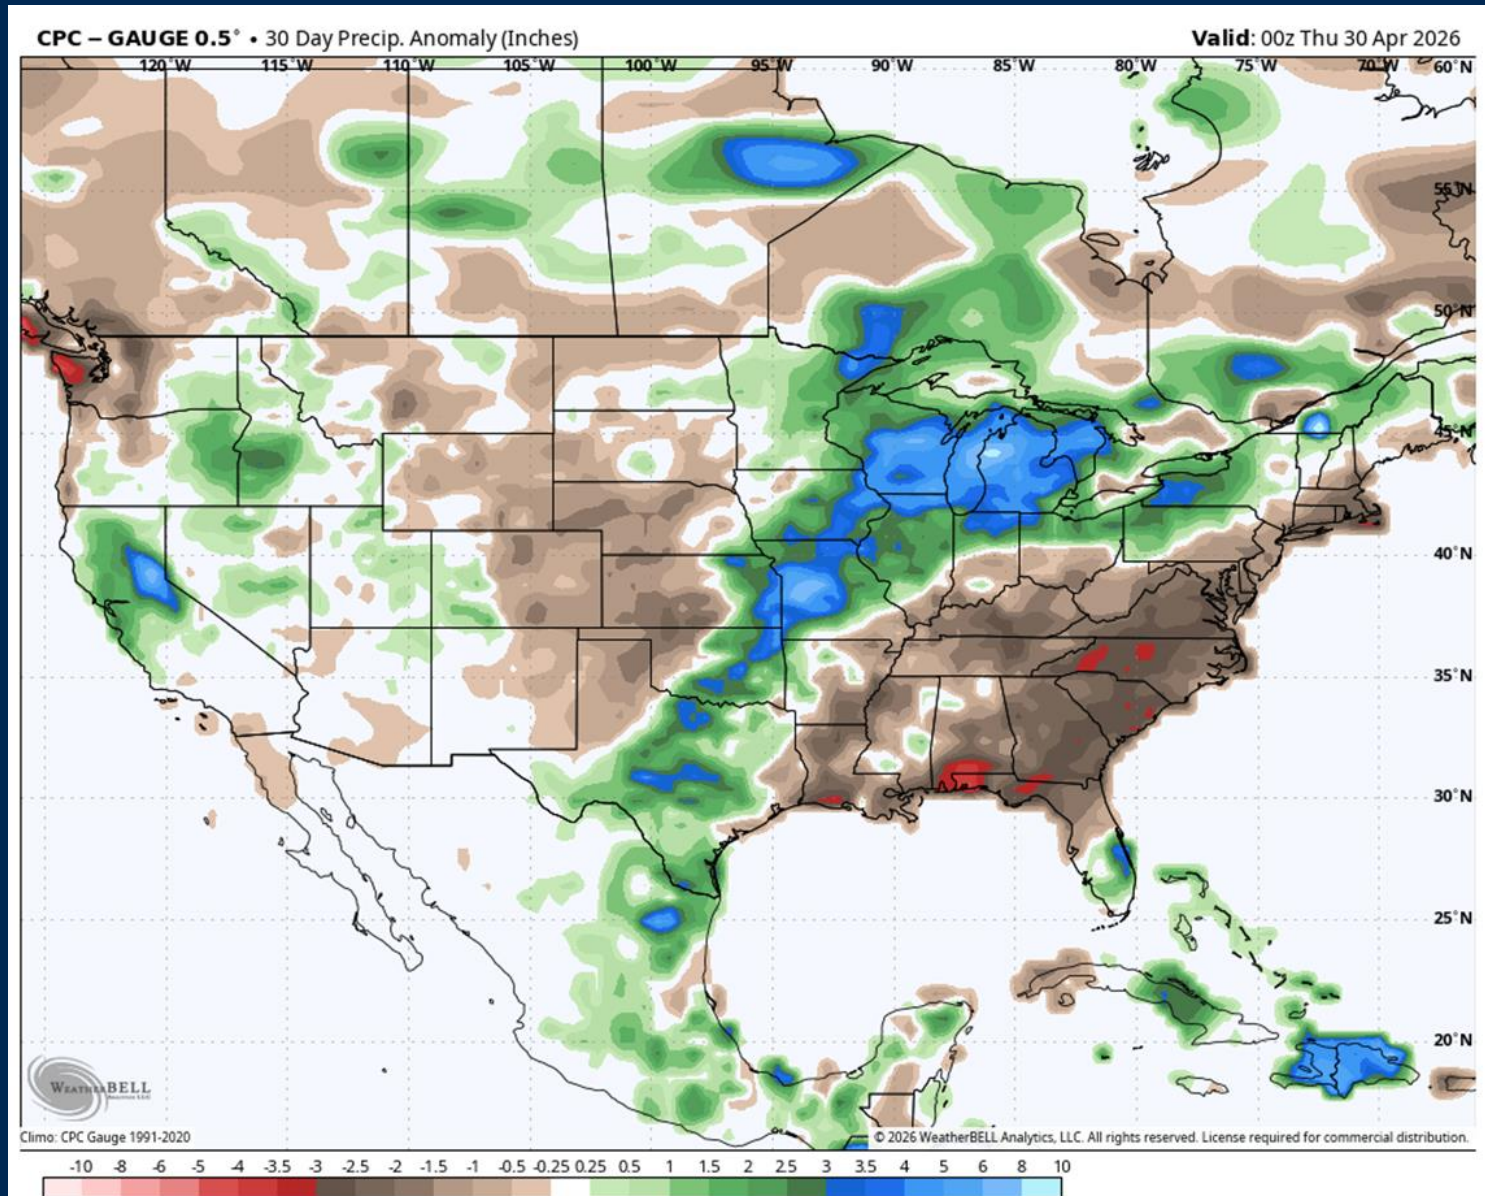 CPC − GAUGE 0.5° • 30 Day Precip. Anomaly (Inches)
Valid: 00z Thu 30 Apr 2026
120°W 115°W 110°W 105°W 100°W 95°W 90°W 85°W 80°W 75°W 70°W 60°N
55°N
50°N
45°N
40°N
35°N
30°N
25°N
20°N
WEATHERBELL
Climo: CPC Gauge 1991-2020
© 2026 WeatherBELL Analytics, LLC. All rights reserved. License required for commercial distribution.
-10 -8 -6 -5 -4 -3.5 -3 -2.5 -2 -1.5 -1 -0.5 -0.25 0.25 0.5 1 1.5 2 2.5 3 3.5 4 5 6 8 10